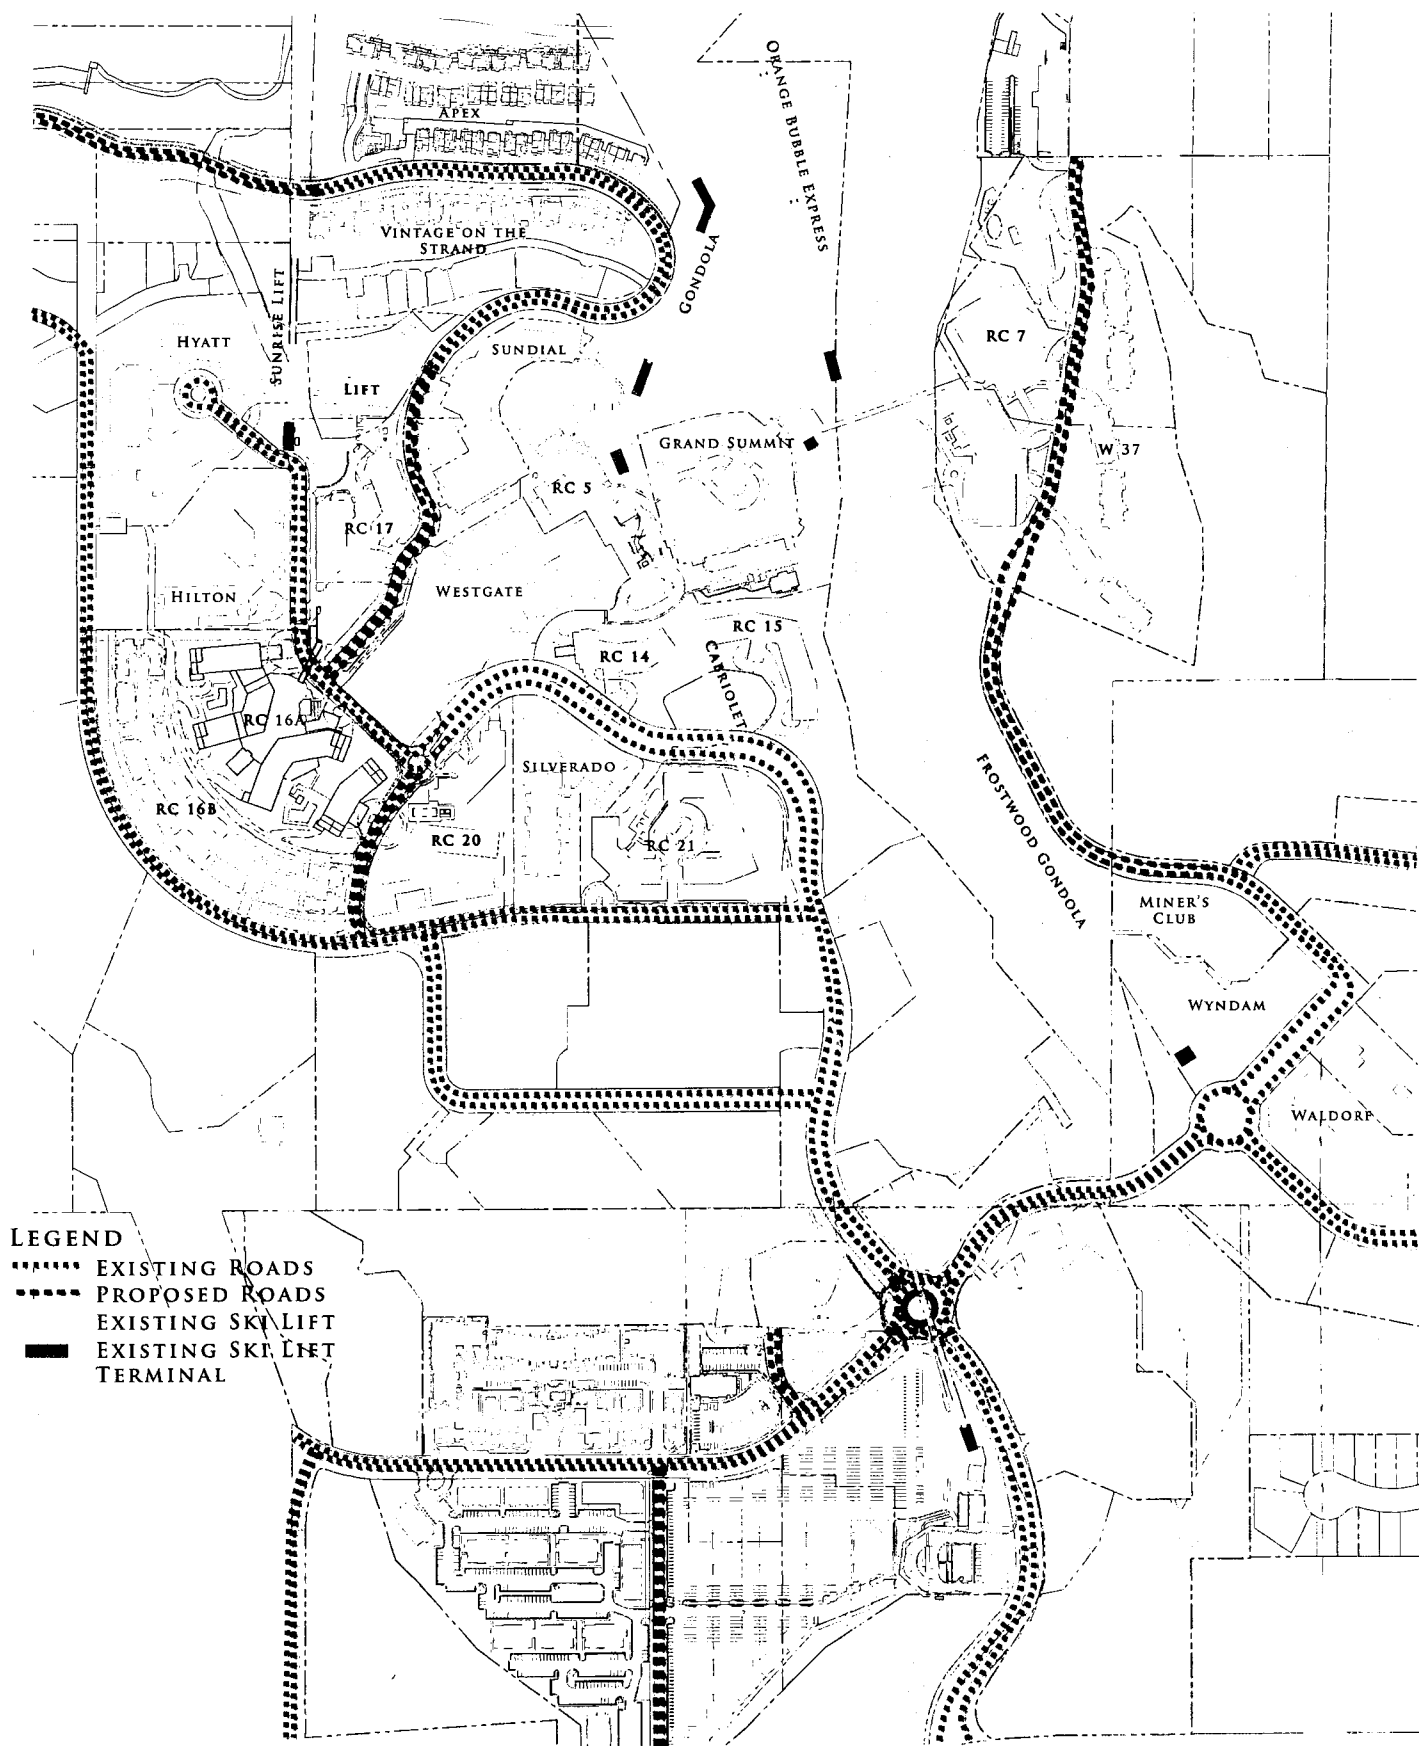 ORANGE BUBBLE EXPRESS
APEX
VINTAGE ON THE
STRAND
GONDOLA
SUNRISE LIFT
HYATT
SUNDIAL
RC 7
LIFT
GRAND SUMMIT
W 37
RC 5
RC 17
WESTGATE
HILTON
RC 15
RC 14
CABRIOLET
RC 16A
SILVERADO
FROSTWOOD GONDOLA
RC 16B
RC 20
RC 21
MINER'S
CLUB
WYNDAM
WALDORF
LEGEND
EXISTING ROADS
PROPOSED ROADS
EXISTING SKI LIFT
EXISTING SKI LIFT
TERMINAL